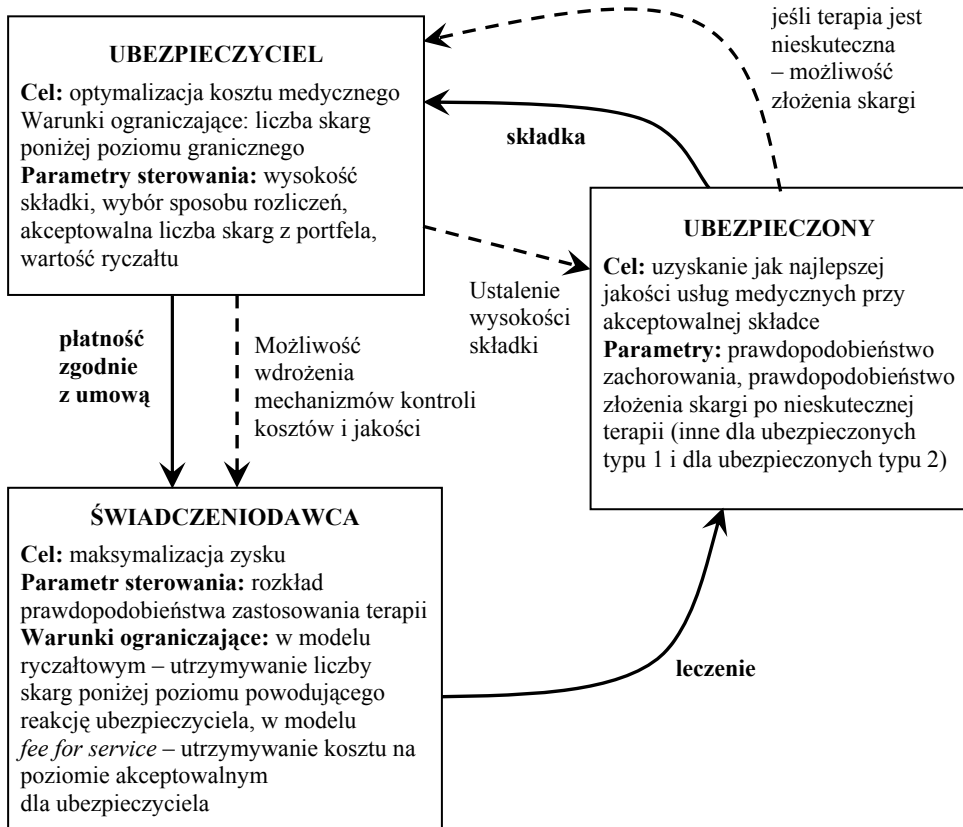 jeśli terapia jest
nieskuteczna
– możliwość
złożenia skargi
UBEZPIECZYCIEL
Cel: optymalizacja kosztu medycznego
Warunki ograniczające: liczba skarg
poniżej poziomu granicznego
Parametry sterowania: wysokość
składki, wybór sposobu rozliczeń,
akceptowalna liczba skarg z portfela,
wartość ryczałtu
składka
UBEZPIECZONY
Cel: uzyskanie jak najlepszej
jakości usług medycznych przy
akceptowalnej składce
Parametry: prawdopodobieństwo
zachorowania, prawdopodobieństwo
złożenia skargi po nieskutecznej
terapii (inne dla ubezpieczonych
typu 1 i dla ubezpieczonych typu 2)
Ustalenie
wysokości
składki
płatność
zgodnie
z umową
Możliwość
wdrożenia
mechanizmów kontroli
kosztów i jakości
ŚWIADCZENIODAWCA
Cel: maksymalizacja zysku
Parametr sterowania: rozkład
prawdopodobieństwa zastosowania terapii
Warunki ograniczające: w modelu
ryczałtowym – utrzymywanie liczby
skarg poniżej poziomu powodującego
reakcję ubezpieczyciela, w modelu
fee for service – utrzymywanie kosztu na
poziomie akceptowalnym
dla ubezpieczyciela
leczenie